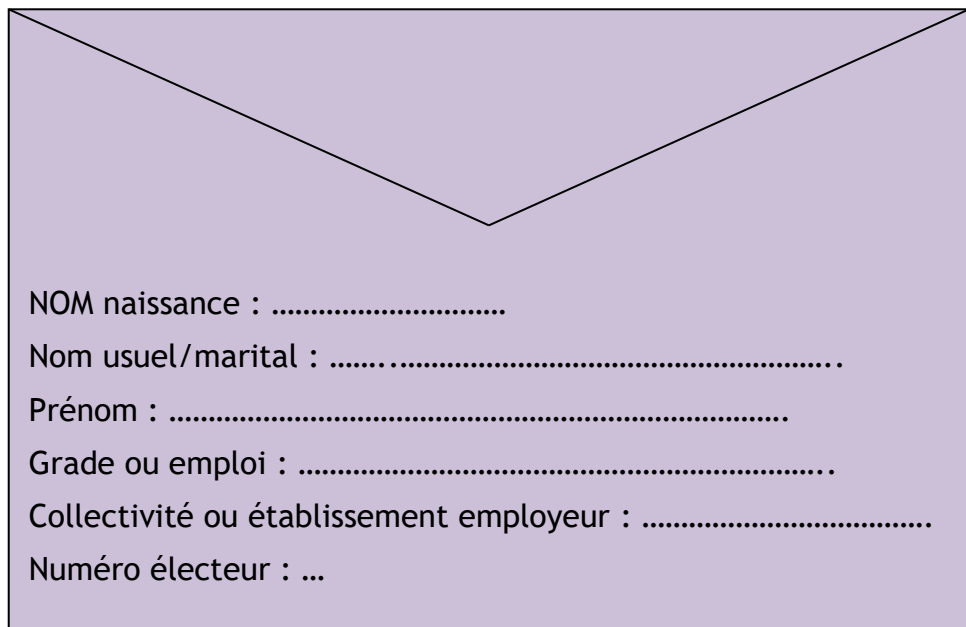 NOM naissance : …………………………
Nom usuel/marital : ……..………………………………………………..
Prénom : ……………………………………………………………………….
Grade ou emploi : …………………………………………………………..
Collectivité ou établissement employeur : ……………………………….
Numéro électeur : …